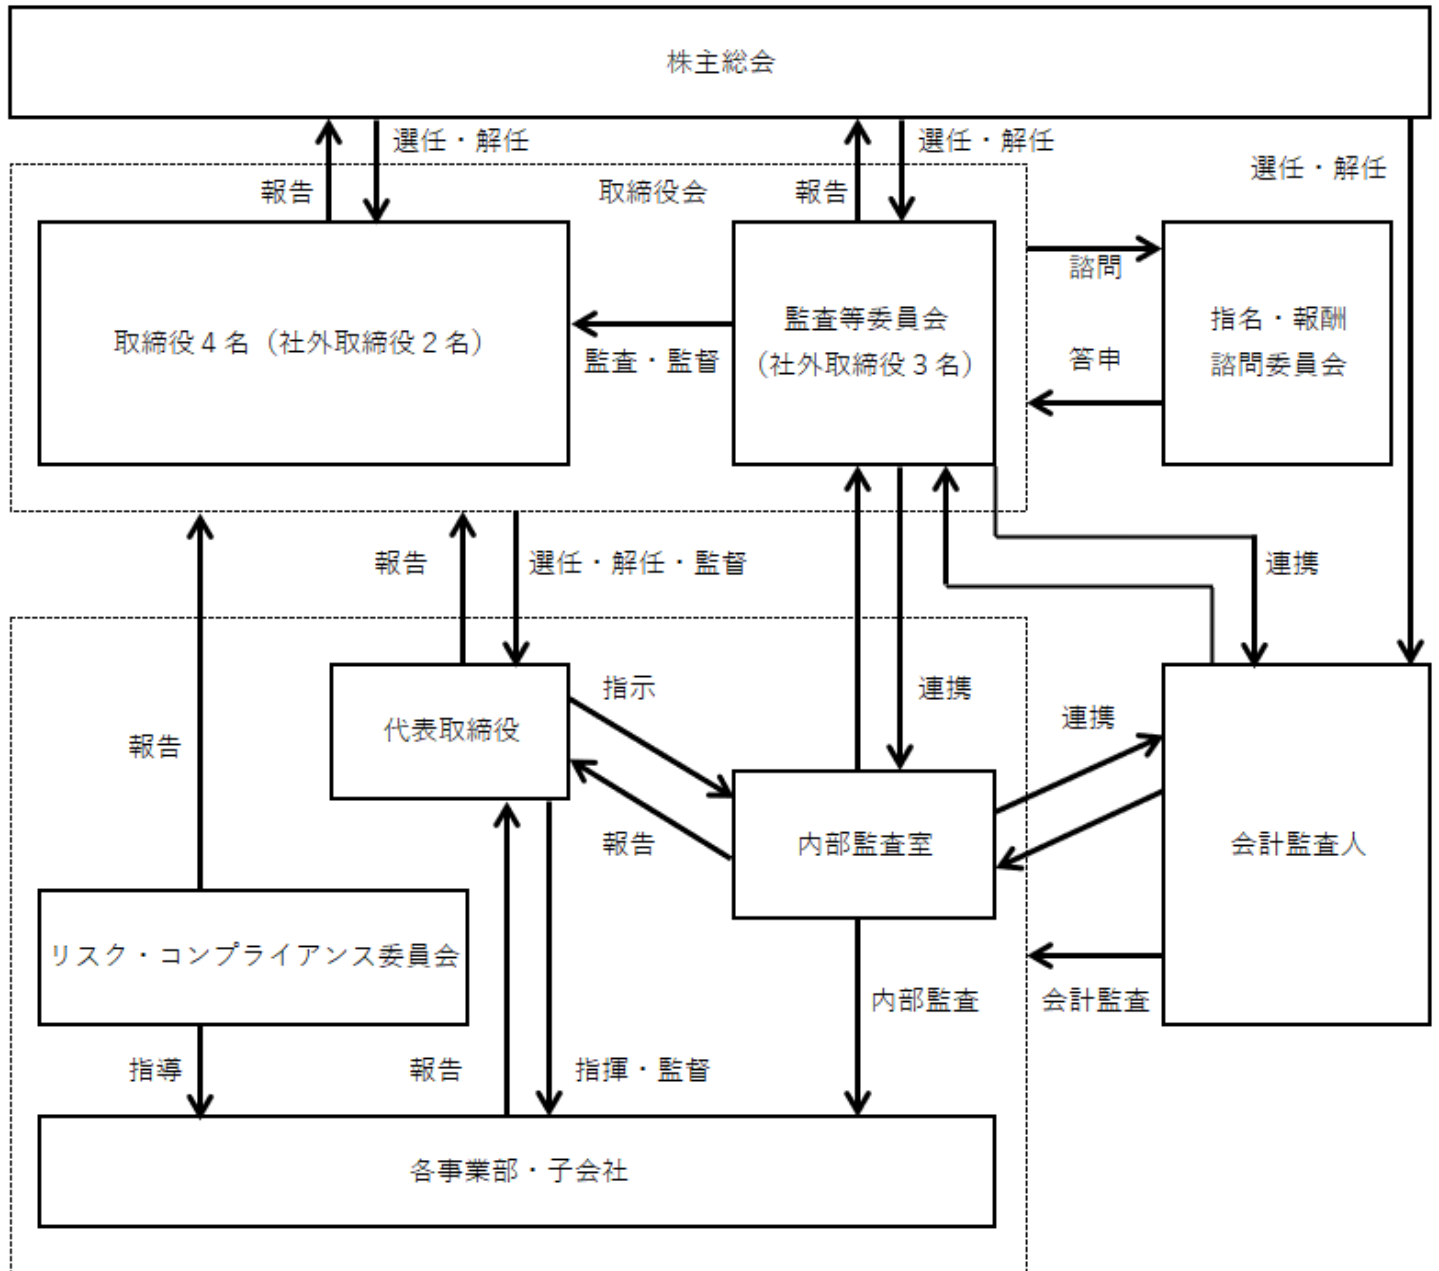 株主総会
選任・解任
選任・解任
選任・解任
報告
取締役会
報告
諮問
取締役４名（社外取締役２名）
監査・監督
監査等委員会
（社外取締役３名）
答申
指名・報酬
諮問委員会
報告
選任・解任・監督
連携
報告
代表取締役
指示
連携
連携
報告
内部監査室
会計監査人
リスク・コンプライアンス委員会
内部監査
会計監査
指導
報告
指揮・監督
各事業部・子会社